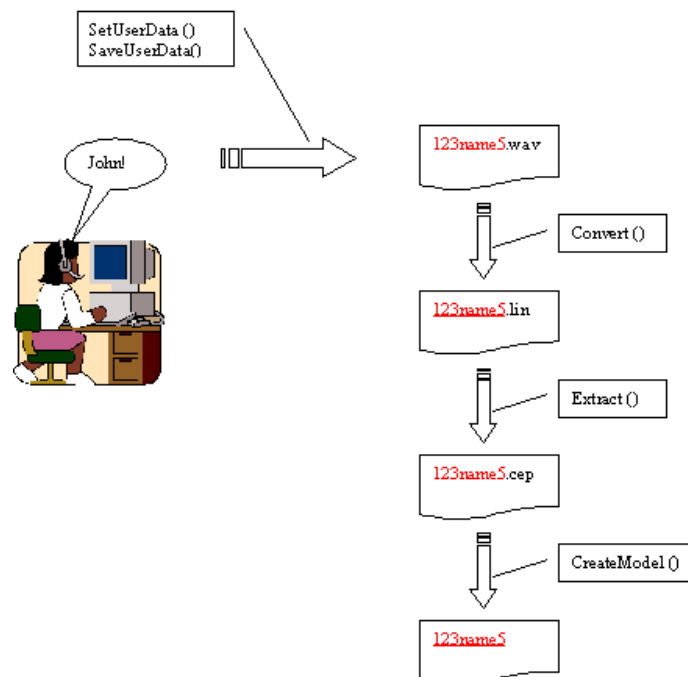 SetUserData ()
SaveUserData()
John!
123name5.wav
Convert ()
123name5.lin
Extract ()
123name5.cep
CreateModel ()
123name5